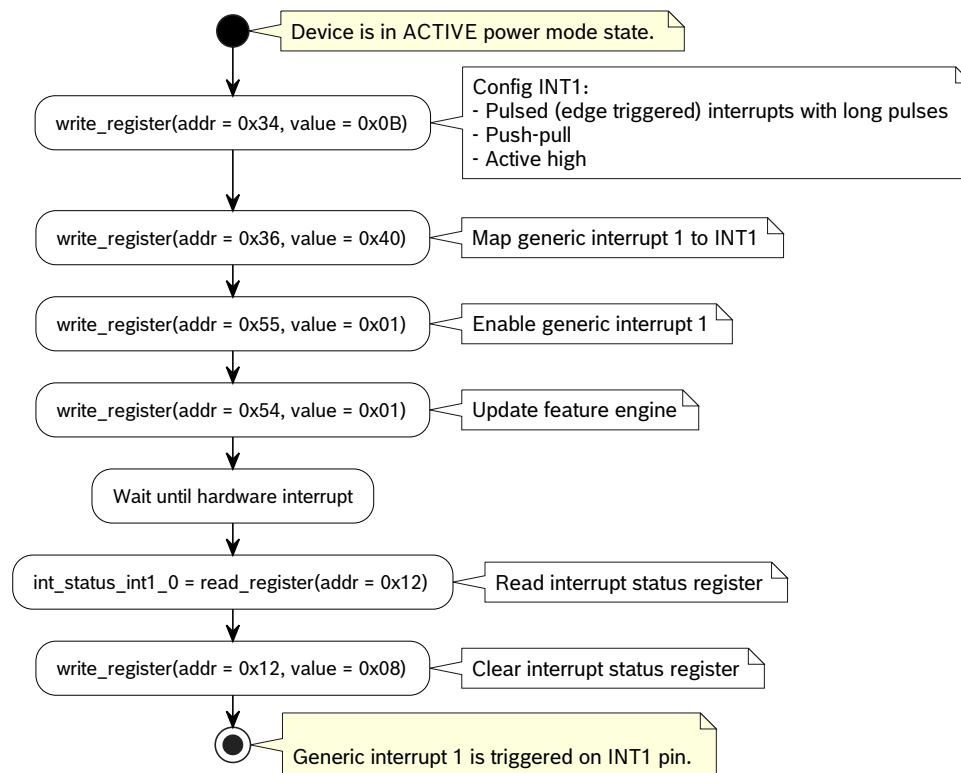 Device is in ACTIVE power mode state.
write_register(addr = 0x34, value = 0x0B)
Config INT1:
- Pulsed (edge triggered) interrupts with long pulses
- Push-pull
- Active high
write_register(addr = 0x36, value = 0x40)
Map generic interrupt 1 to INT1
write_register(addr = 0x55, value = 0x01)
Enable generic interrupt 1
write_register(addr = 0x54, value = 0x01)
Update feature engine
Wait until hardware interrupt
int_status_int1_0 = read_register(addr = 0x12)
Read interrupt status register
write_register(addr = 0x12, value = 0x08)
Clear interrupt status register
Generic interrupt 1 is triggered on INT1 pin.